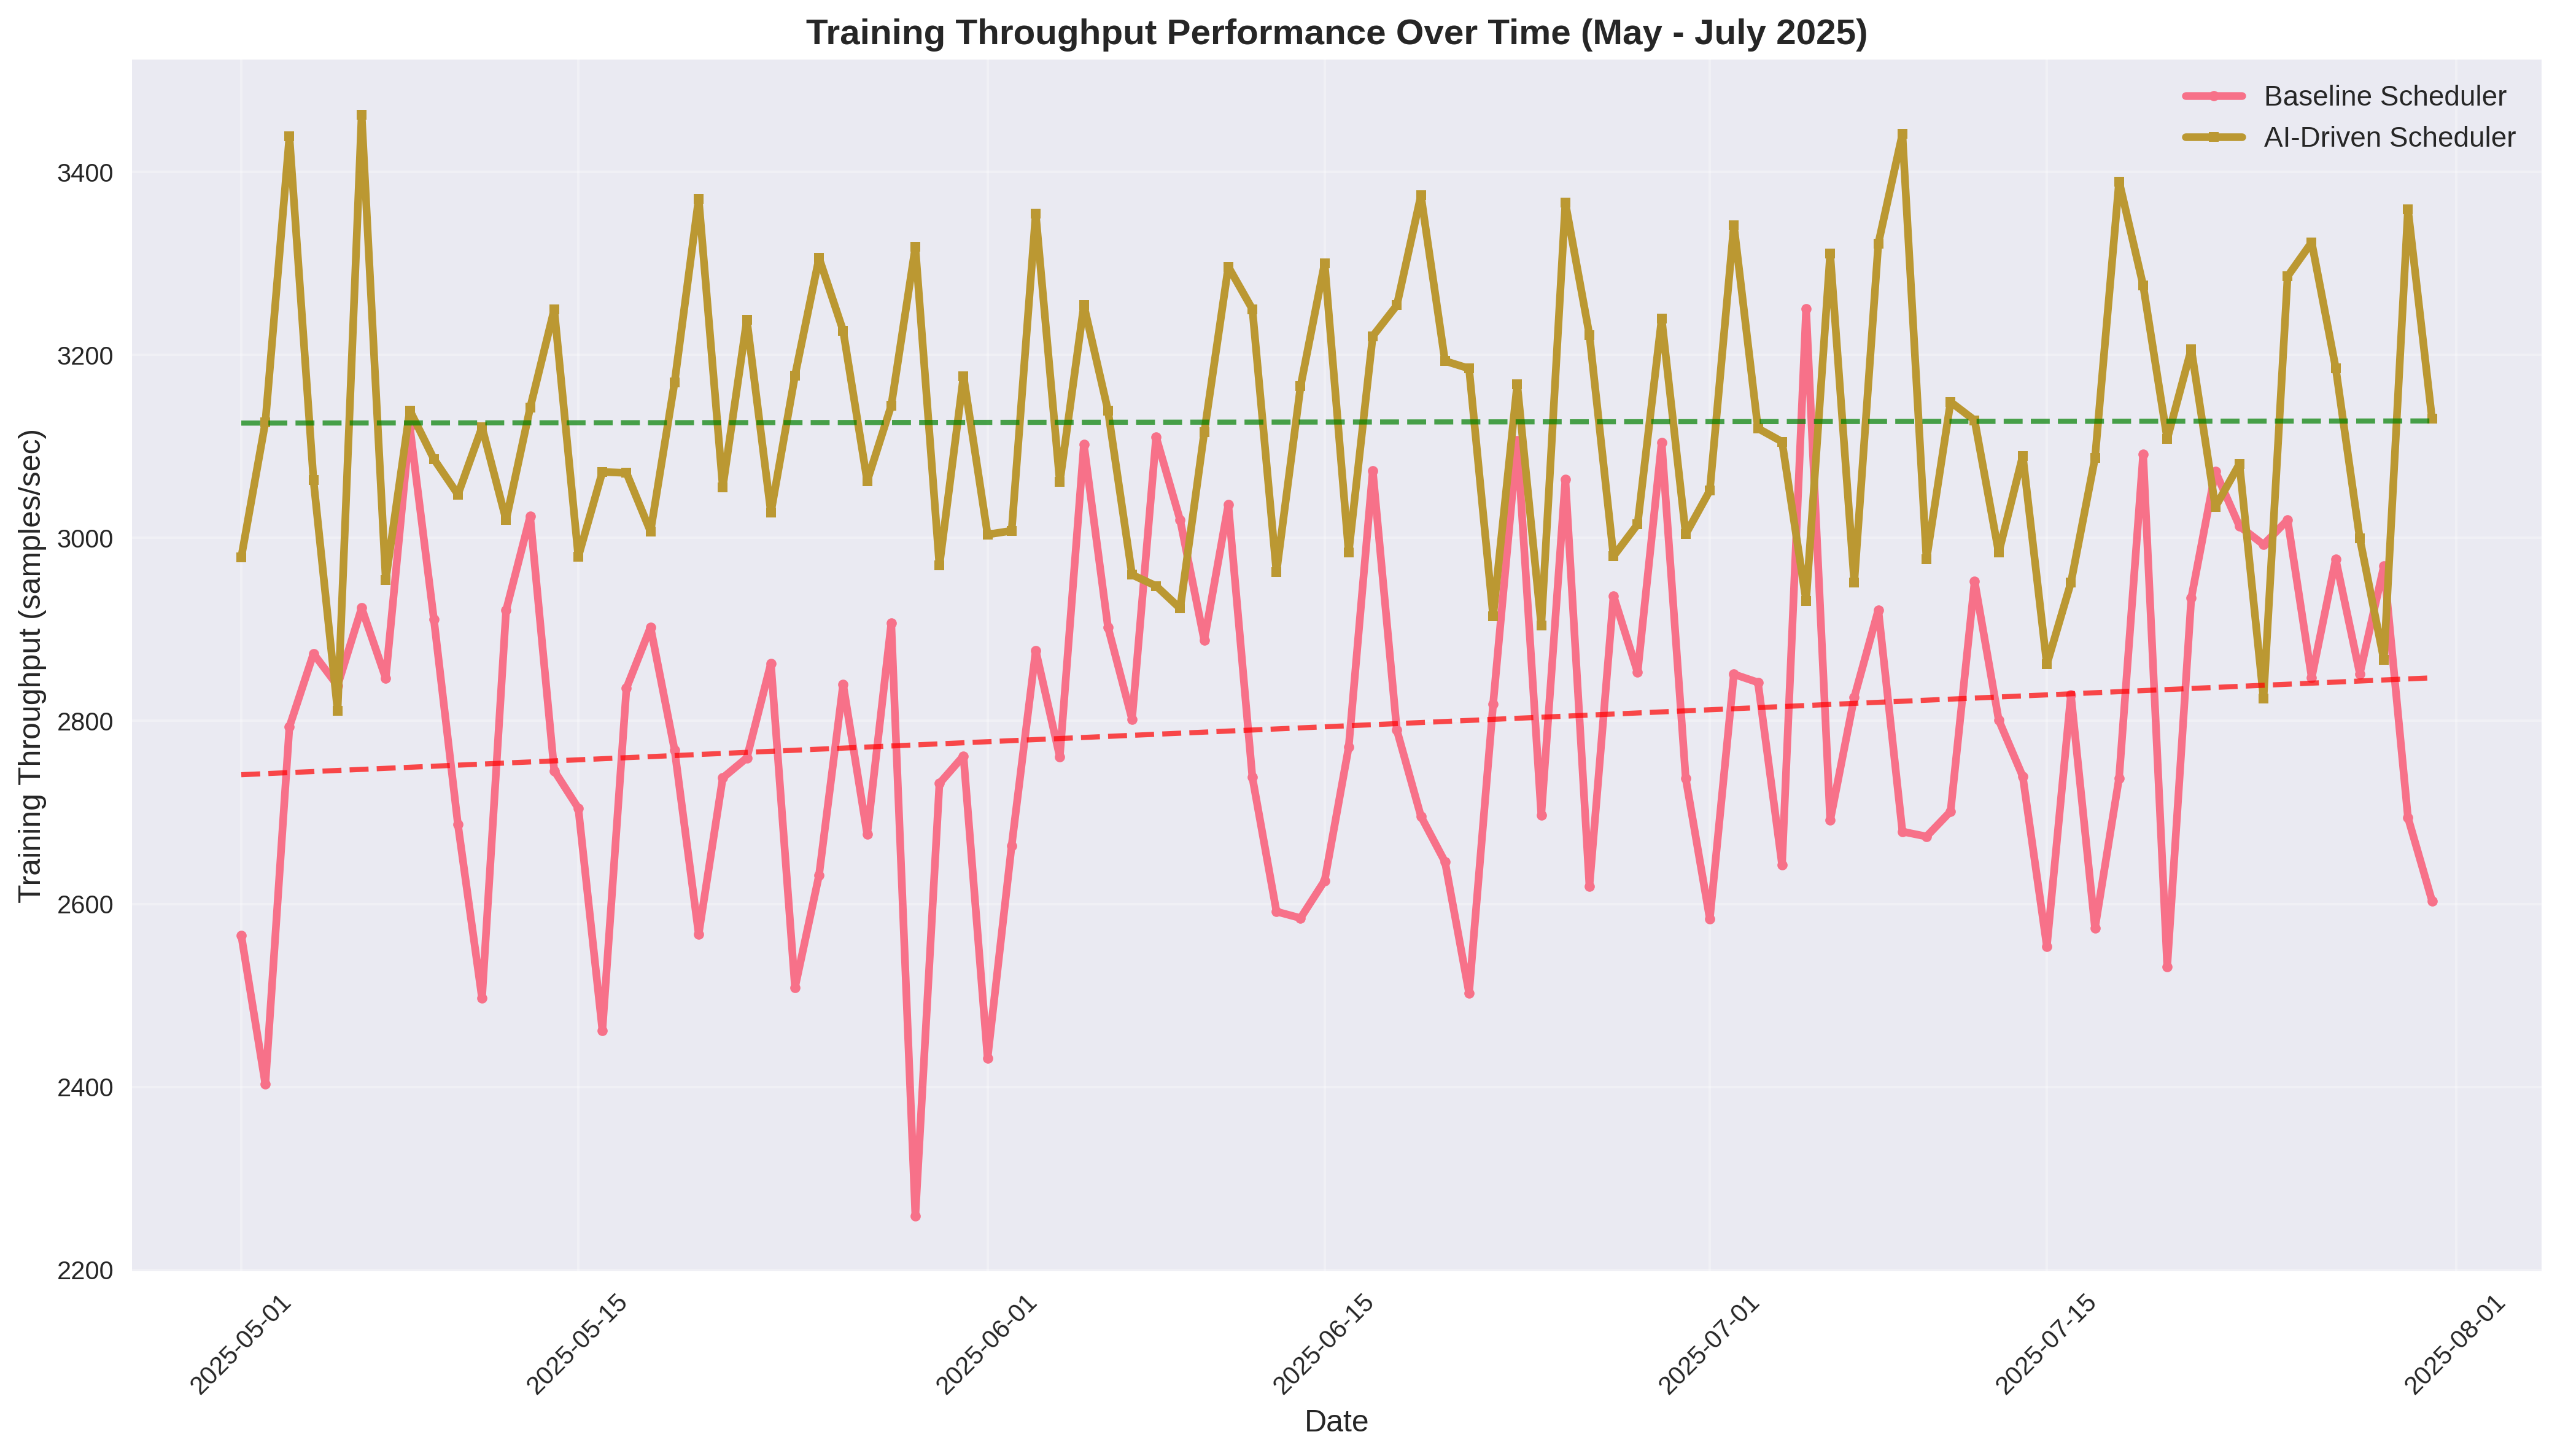 Training Throughput Performance Over Time (May - July 2025)
Baseline Scheduler
AI-Driven Scheduler
Training Throughput (samples/sec)
3400
3200
3000
2800
2600
2400
2200
2025-05-01
2025-05-15
2025-06-01
2025-06-15
2025-07-01
2025-07-15
2025-08-01
Date